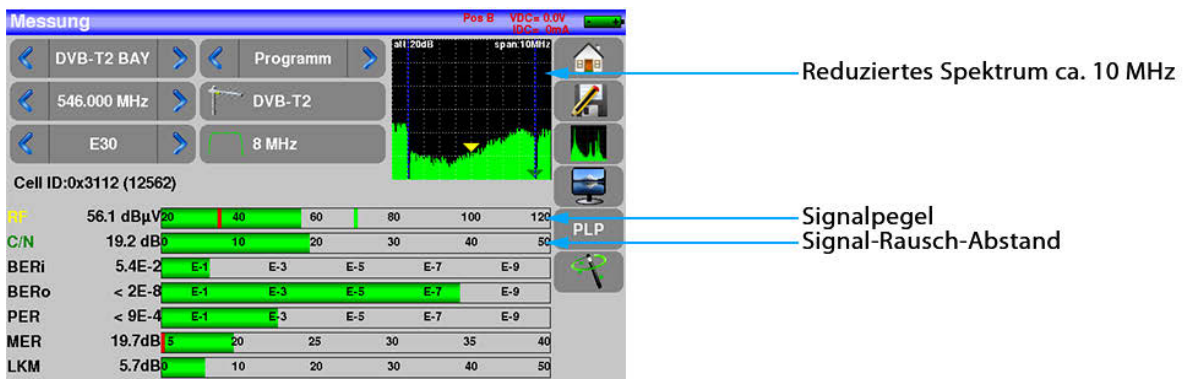 Messung Pos B VDC= 0.0V
IDC= 0mA
DVB-T2 BAY Programm att:20dB span:10MHz
546.000 MHz DVB-T2
E30 8 MHz
Cell ID:0x3112 (12562)
RF 56.1 dBµV 20 40 60 80 100 120
C/N 19.2 dB 0 10 20 30 40 50
BERi 5.4E-2 E-1 E-3 E-5 E-7 E-9
BERo < 2E-8 E-1 E-3 E-5 E-7 E-9
PER < 9E-4 E-1 E-3 E-5 E-7 E-9
MER 19.7dB 5 20 25 30 35 40
LKM 5.7dB 0 10 20 30 40 50
PLP
Reduziertes Spektrum ca. 10 MHz
Signalpegel
Signal-Rausch-Abstand